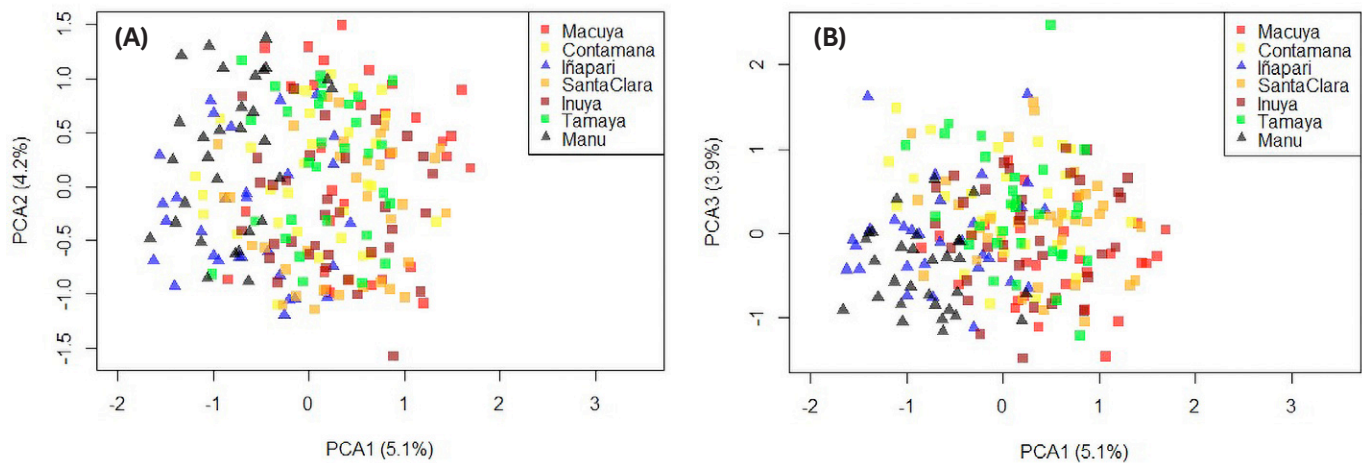 (A)
Macuya
Contamana
Iñapari
SantaClara
Inuya
Tamaya
Manu
PCA2 (4.2%)
1.5
1.0
0.5
0.0
-0.5
-1.0
-1.5
-2 -1 0 1 2 3
PCA1 (5.1%)
(B)
Macuya
Contamana
Iñapari
SantaClara
Inuya
Tamaya
Manu
PCA3 (3.9%)
2
1
0
-1
-2 -1 0 1 2 3
PCA1 (5.1%)